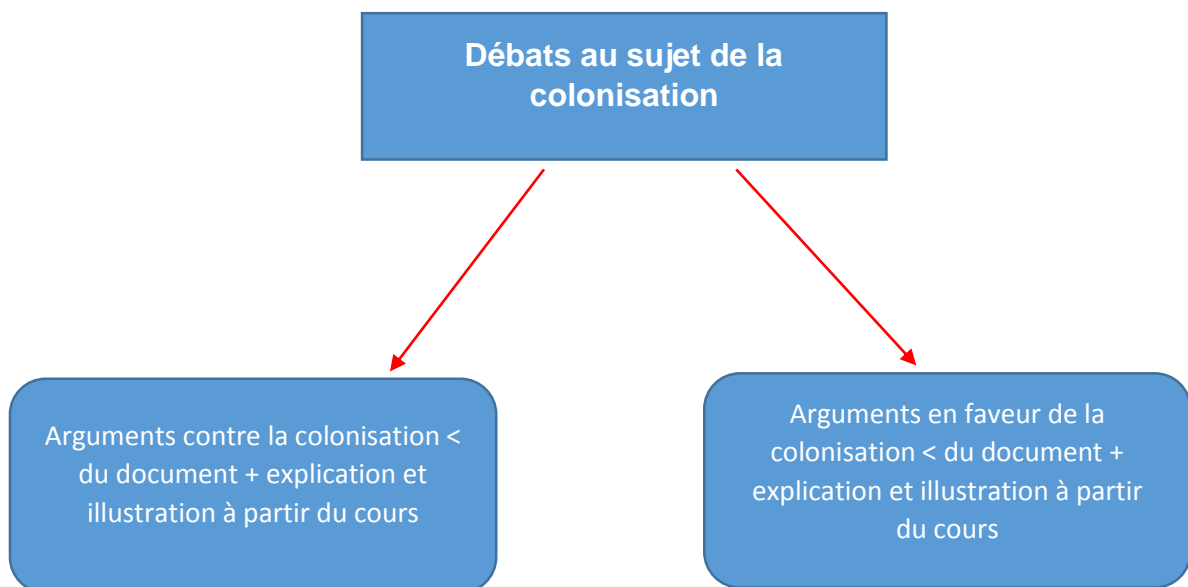 Débats au sujet de la
colonisation
Arguments contre la colonisation <
du document + explication et
illustration à partir du cours
Arguments en faveur de la
colonisation < du document +
explication et illustration à partir
du cours